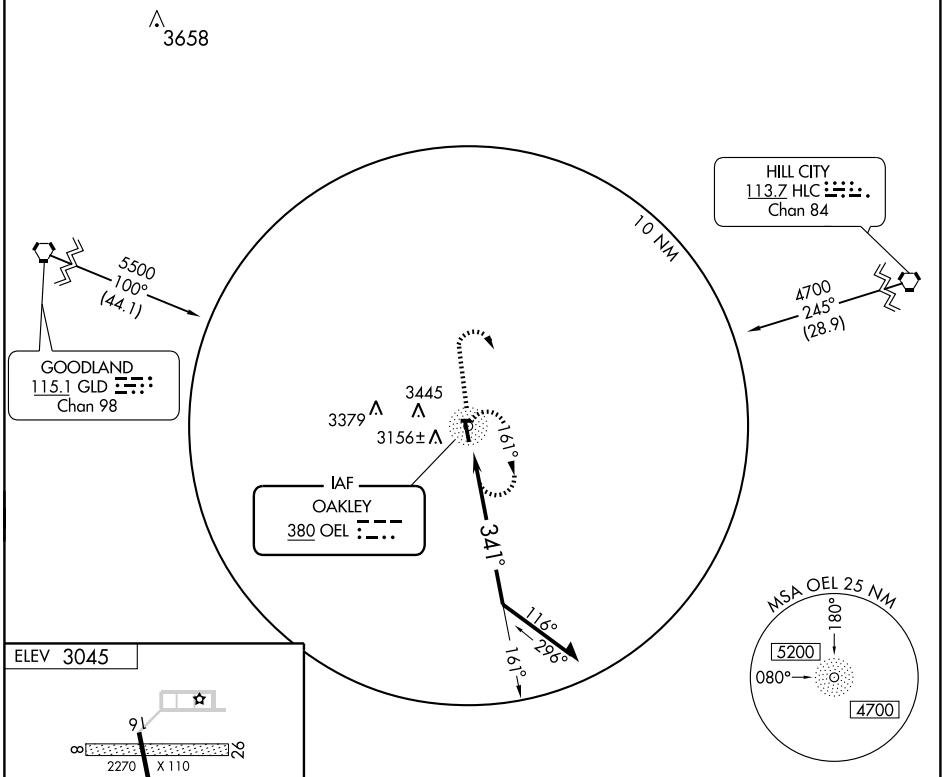 3658
HILL CITY
113.7 HLC
Chan 84
10 NM
5500
100°
(44.1)
4700
245°
(28.9)
GOODLAND
115.1 GLD
Chan 98
3445
3379
3156±
161°
IAF
OAKLEY
380 OEL
341°
116°
296°
161°
MSA OEL 25 NM
180°
5200
080°
4700
ELEV 3045
16
8
26
2270 X 110